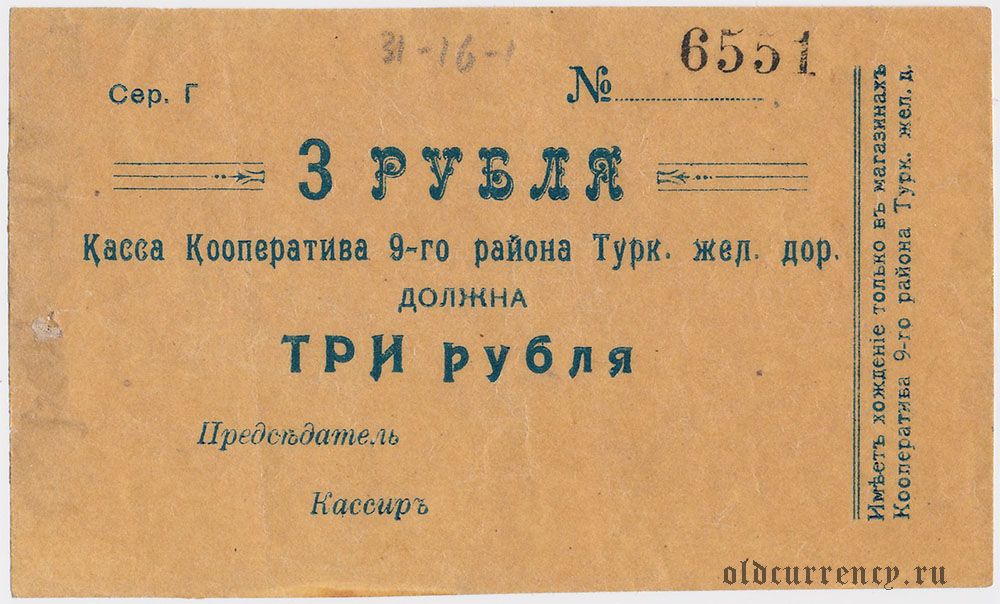 31-16-1
Сер. Г
№ 6551
3 РУБЛЯ
Касса Кооператива 9-го района Турк. жел. дор.
ДОЛЖНА
ТРИ рубля
Предсѣдатель
Кассиръ
Имѣетъ хожденіе только въ магазинахъ
Кооператива 9-го района Турк. жел. д.
oldcurrency.ru